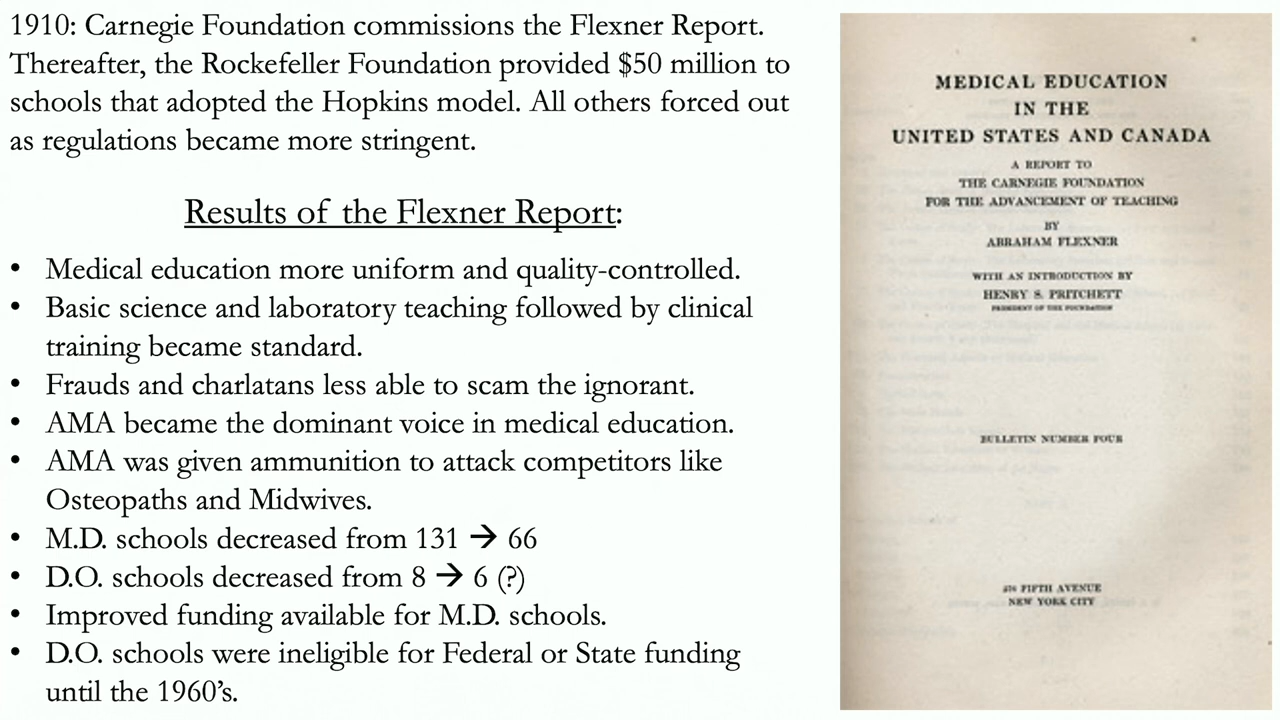 1910: Carnegie Foundation commissions the Flexner Report.
Thereafter, the Rockefeller Foundation provided $50 million to
schools that adopted the Hopkins model. All others forced out
as regulations became more stringent.
Results of the Flexner Report:
• Medical education more uniform and quality-controlled.
• Basic science and laboratory teaching followed by clinical
training became standard.
• Frauds and charlatans less able to scam the ignorant.
• AMA became the dominant voice in medical education.
• AMA was given ammunition to attack competitors like
Osteopaths and Midwives.
• M.D. schools decreased from 131 → 66
• D.O. schools decreased from 8 → 6 (?)
• Improved funding available for M.D. schools.
• D.O. schools were ineligible for Federal or State funding
until the 1960's.
MEDICAL EDUCATION
IN THE
UNITED STATES AND CANADA
A REPORT TO
THE CARNEGIE FOUNDATION
FOR THE ADVANCEMENT OF TEACHING
BY
ABRAHAM FLEXNER
WITH AN INTRODUCTION BY
HENRY S. PRITCHETT
PRESIDENT OF THE FOUNDATION
BULLETIN NUMBER FOUR
576 FIFTH AVENUE
NEW YORK CITY